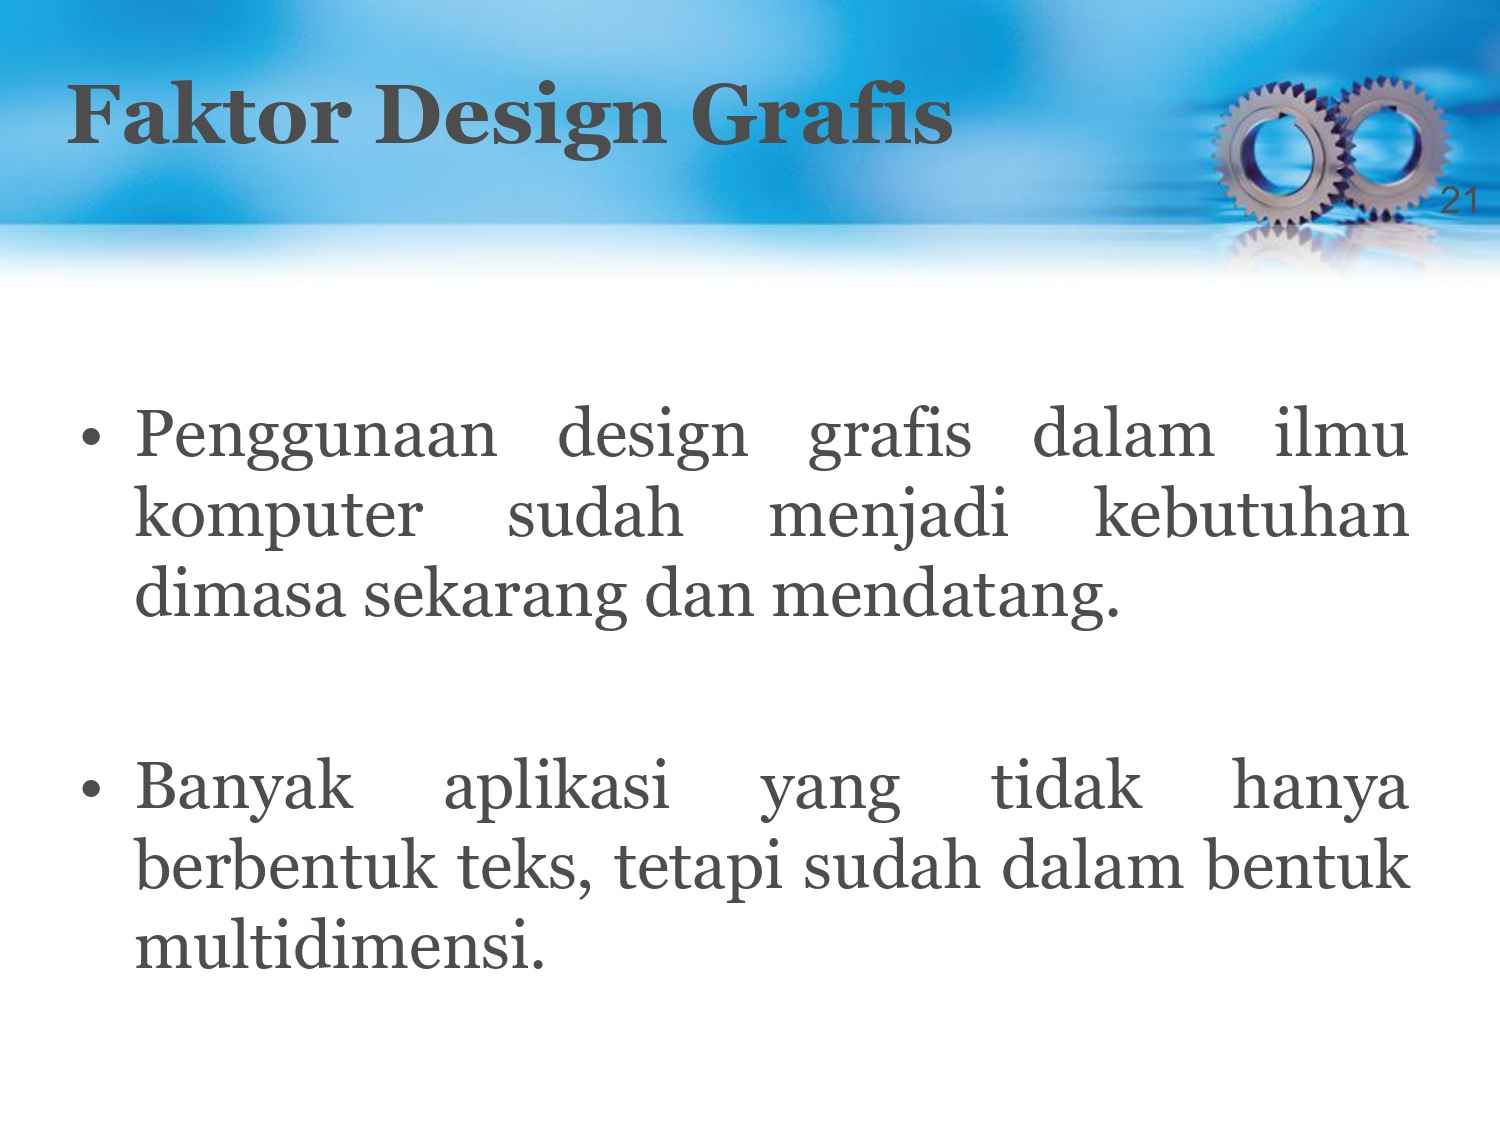 Faktor Design Grafis
21
• Penggunaan design grafis dalam ilmu
komputer sudah menjadi kebutuhan
dimasa sekarang dan mendatang.
• Banyak aplikasi yang tidak hanya
berbentuk teks, tetapi sudah dalam bentuk
multidimensi.